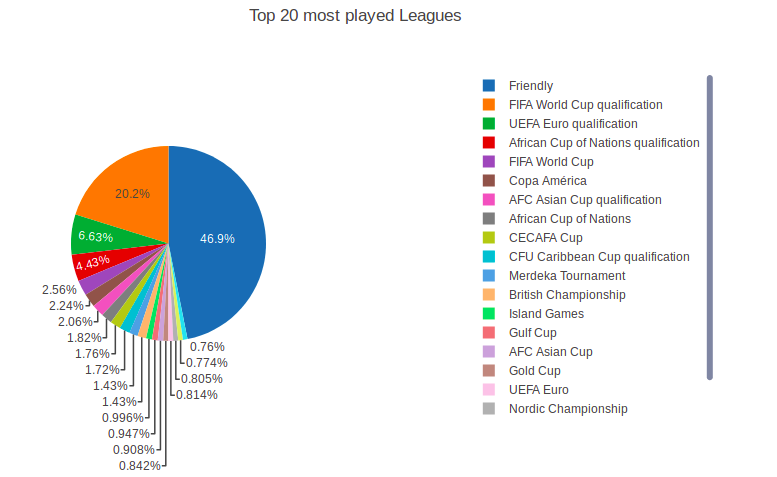 Top 20 most played Leagues
46.9%
20.2%
6.63%
4.43%
2.56%
2.24%
2.06%
1.82%
1.76%
1.72%
1.43%
1.43%
0.996%
0.947%
0.908%
0.842%
0.814%
0.805%
0.774%
0.76%
Friendly
FIFA World Cup qualification
UEFA Euro qualification
African Cup of Nations qualification
FIFA World Cup
Copa América
AFC Asian Cup qualification
African Cup of Nations
CECAFA Cup
CFU Caribbean Cup qualification
Merdeka Tournament
British Championship
Island Games
Gulf Cup
AFC Asian Cup
Gold Cup
UEFA Euro
Nordic Championship